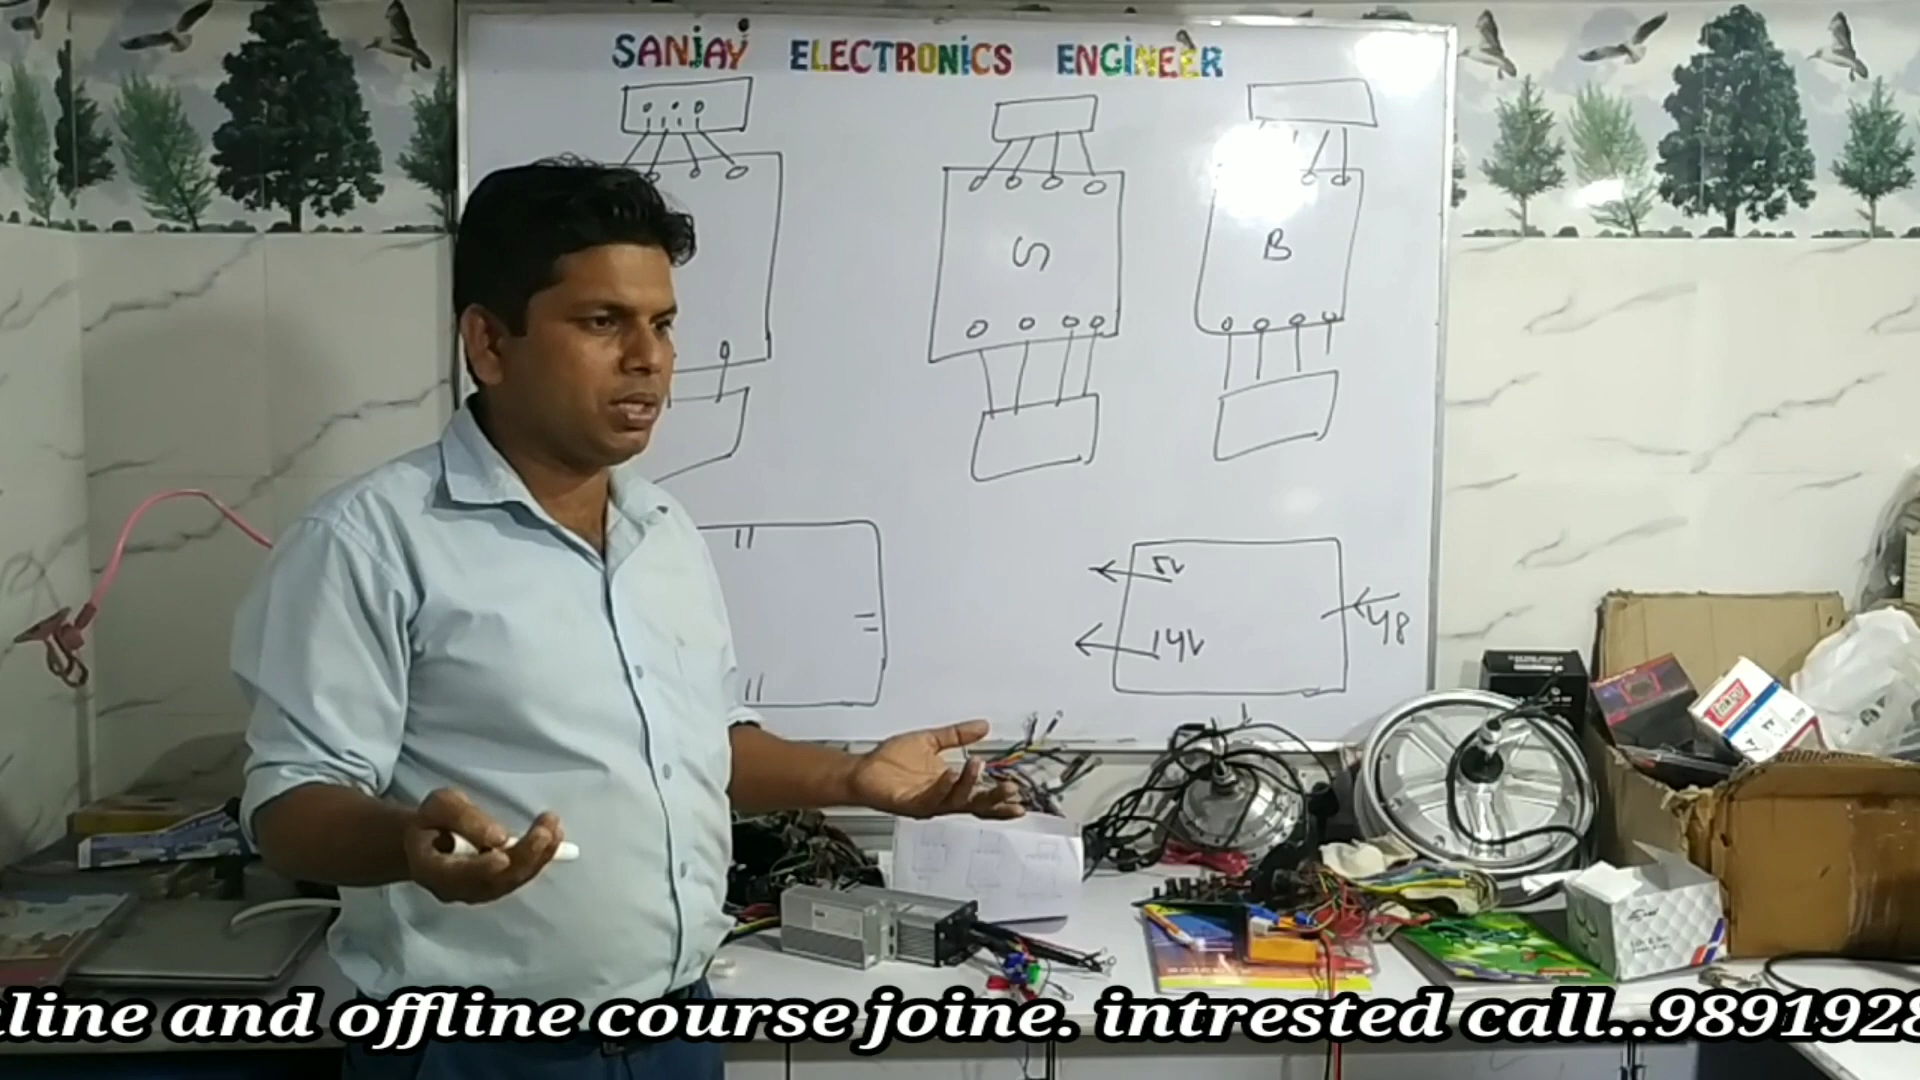 SANJAY ELECTRONICS ENGINEER
S
B
5V
14V
48
line and offline course joine. intrested call..989192